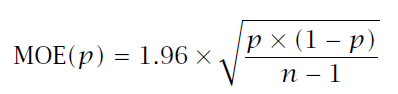 MOE(p) = 1.96 × √(p × (1 − p) / n − 1)